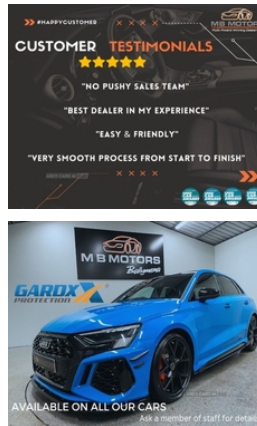 #HAPPYCUSTOMER
MB MOTORS
CUSTOMER TESTIMONIALS
"NO PUSHY SALES TEAM"
"BEST DEALER IN MY EXPERIENCE"
"EASY & FRIENDLY"
"VERY SMOOTH PROCESS FROM START TO FINISH"
MB MOTORS
Ballymena
GARDX
PROTECTION
AVAILABLE ON ALL OUR CARS
Ask a member of staff for details